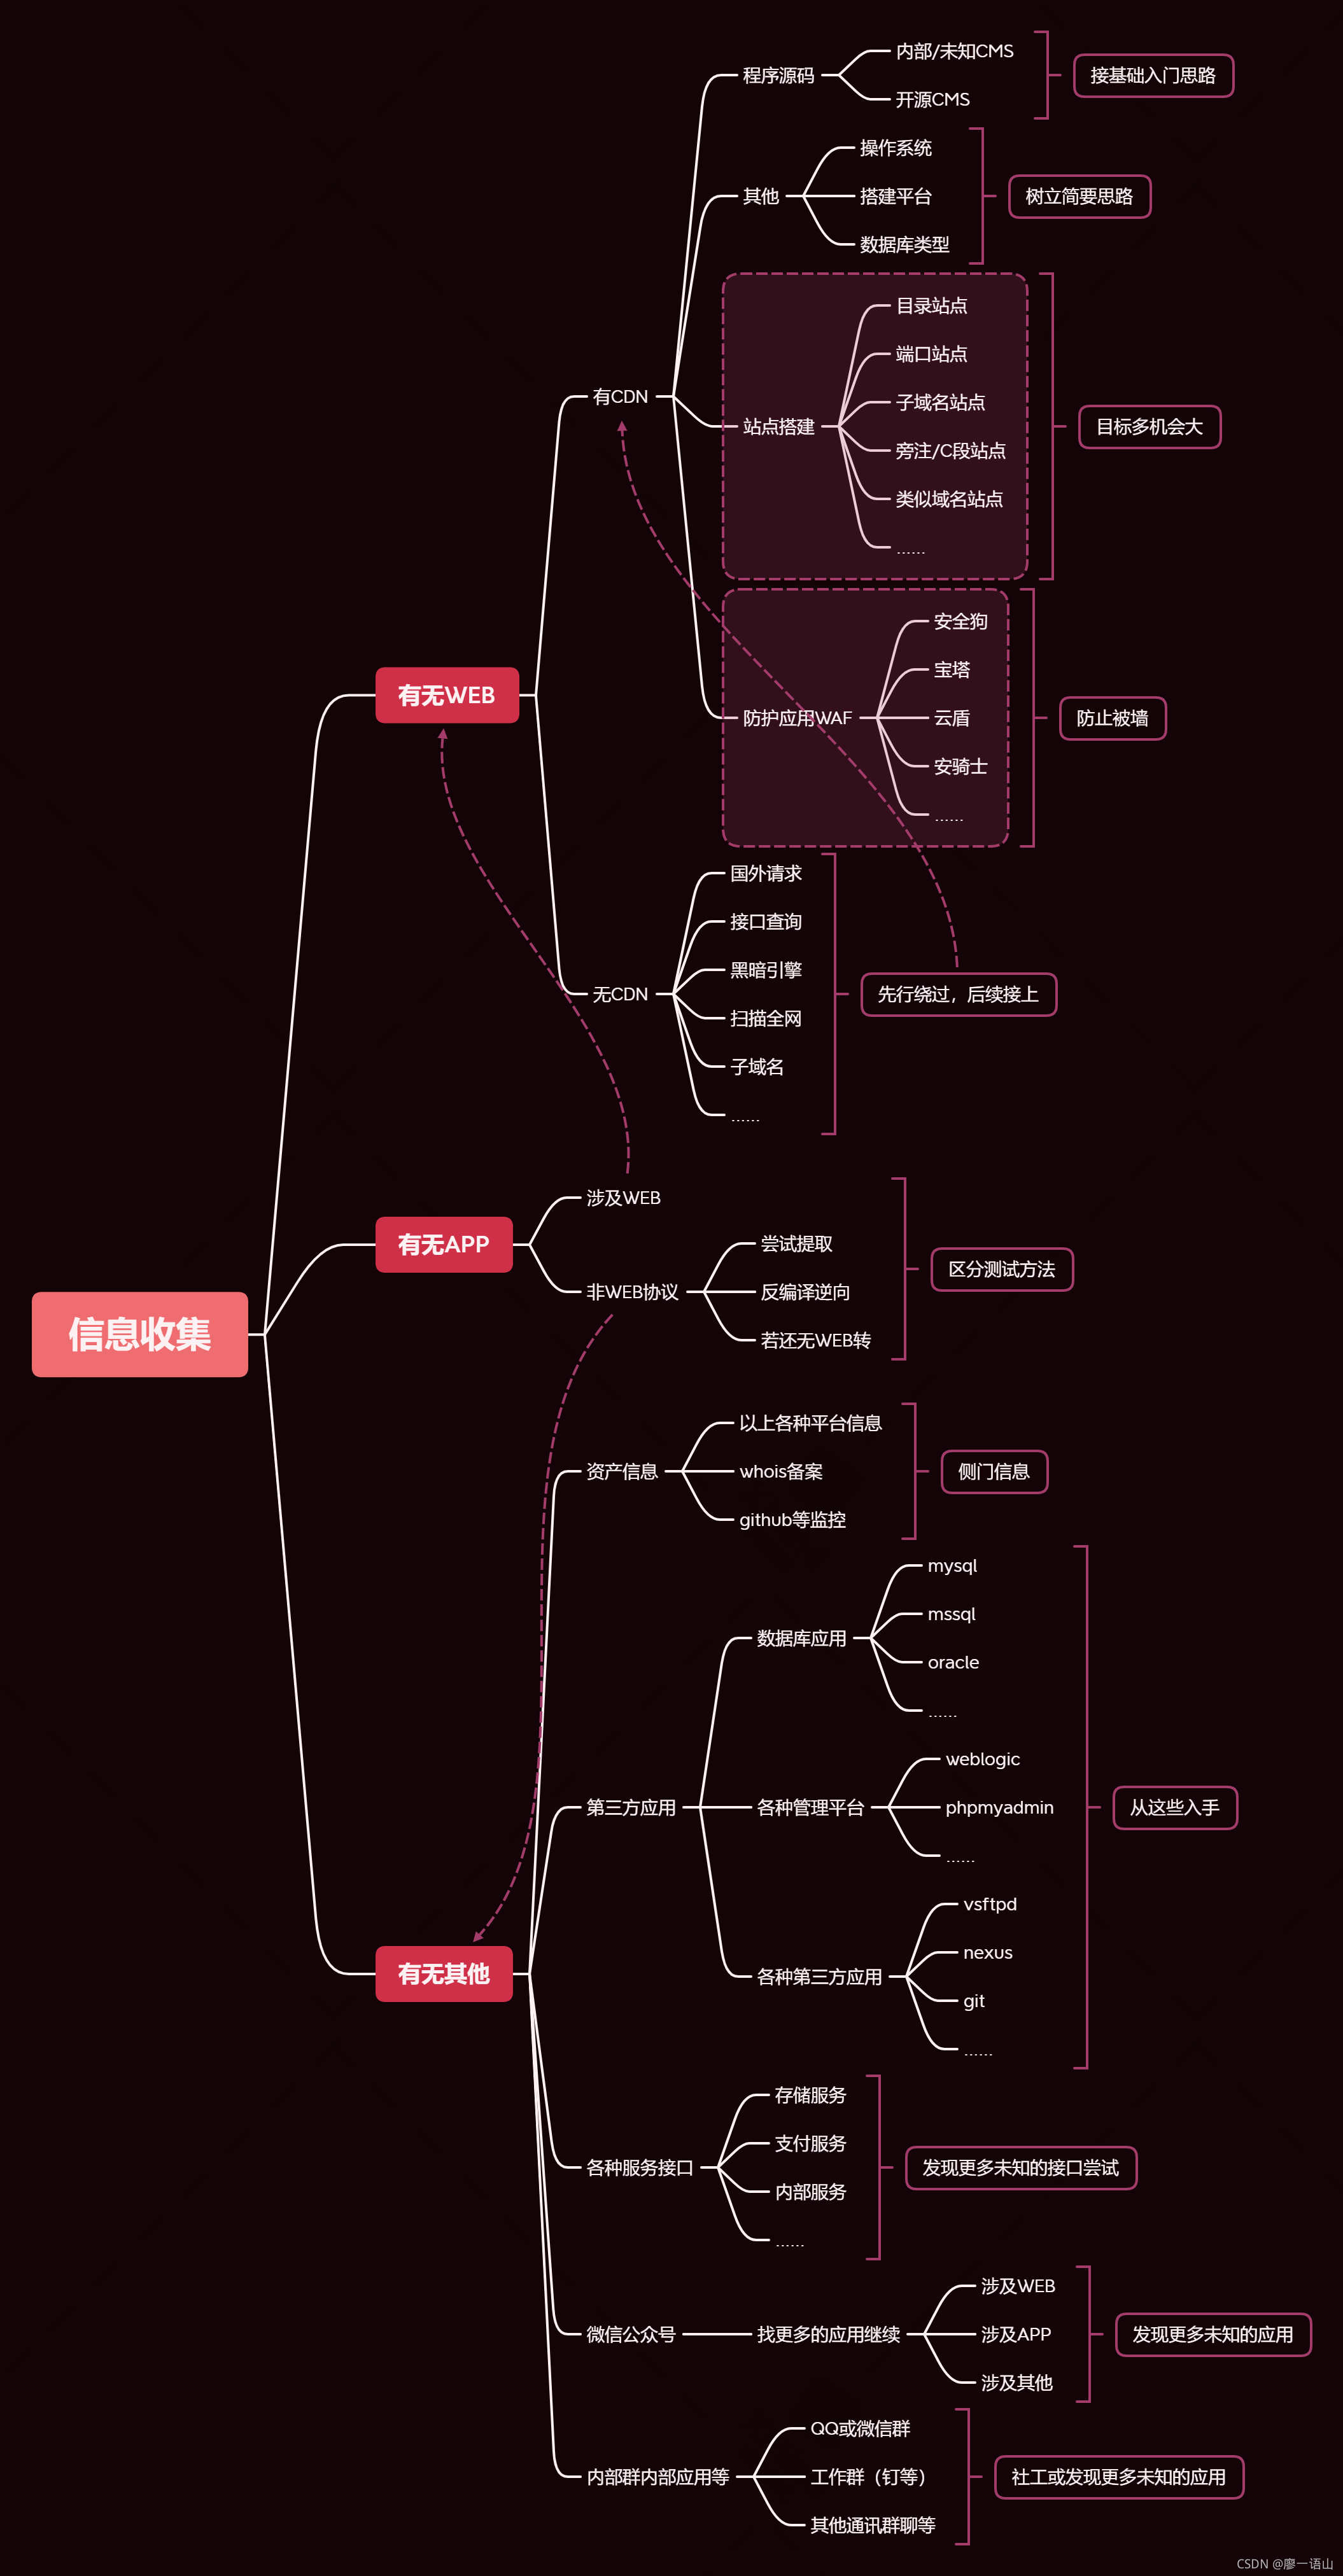 信息收集
有无WEB
有CDN
程序源码
内部/未知CMS
开源CMS
接基础入门思路
其他
操作系统
搭建平台
数据库类型
树立简要思路
站点搭建
目录站点
端口站点
子域名站点
旁注/C段站点
类似域名站点
……
目标多机会大
防护应用WAF
安全狗
宝塔
云盾
安骑士
……
防止被墙
无CDN
国外请求
接口查询
黑暗引擎
扫描全网
子域名
……
先行绕过，后续接上
有无APP
涉及WEB
非WEB协议
尝试提取
反编译逆向
若还无WEB转
区分测试方法
有无其他
资产信息
以上各种平台信息
whois备案
github等监控
侧门信息
第三方应用
数据库应用
mysql
mssql
oracle
……
各种管理平台
weblogic
phpmyadmin
……
各种第三方应用
vsftpd
nexus
git
……
从这些入手
各种服务接口
存储服务
支付服务
内部服务
……
发现更多未知的接口尝试
微信公众号
找更多的应用继续
涉及WEB
涉及APP
涉及其他
发现更多未知的应用
内部群内部应用等
QQ或微信群
工作群（钉等）
其他通讯群聊等
社工或发现更多未知的应用
CSDN @廖一语山